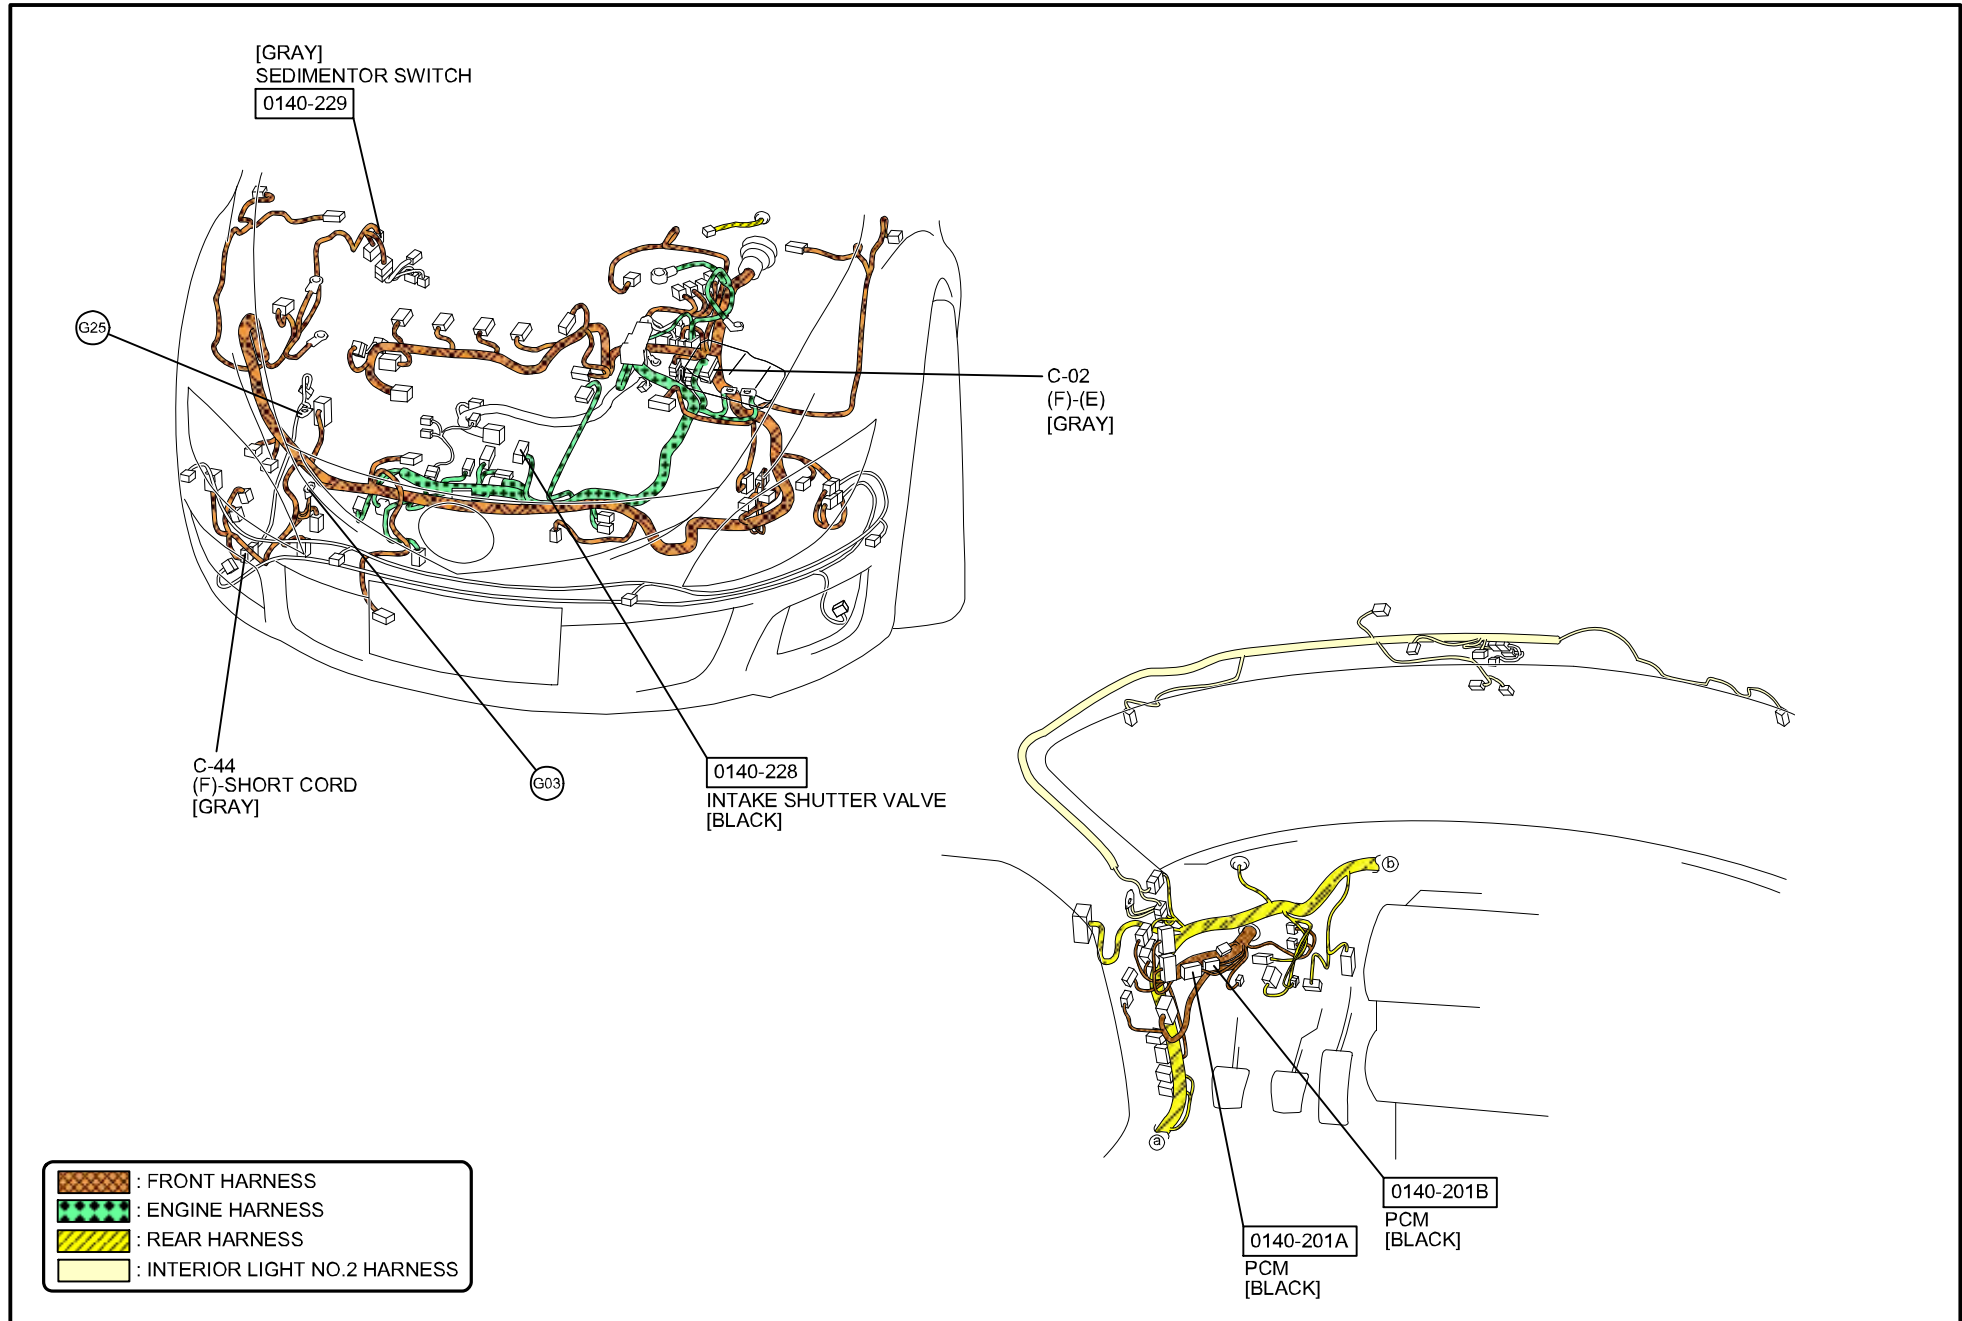 [GRAY]
SEDIMENTOR SWITCH
0140-229
G25
C-02
(F)-(E)
[GRAY]
C-44
(F)-SHORT CORD
[GRAY]
G03
0140-228
INTAKE SHUTTER VALVE
[BLACK]
b
a
0140-201B
PCM
[BLACK]
0140-201A
PCM
[BLACK]
: FRONT HARNESS
: ENGINE HARNESS
: REAR HARNESS
: INTERIOR LIGHT NO.2 HARNESS